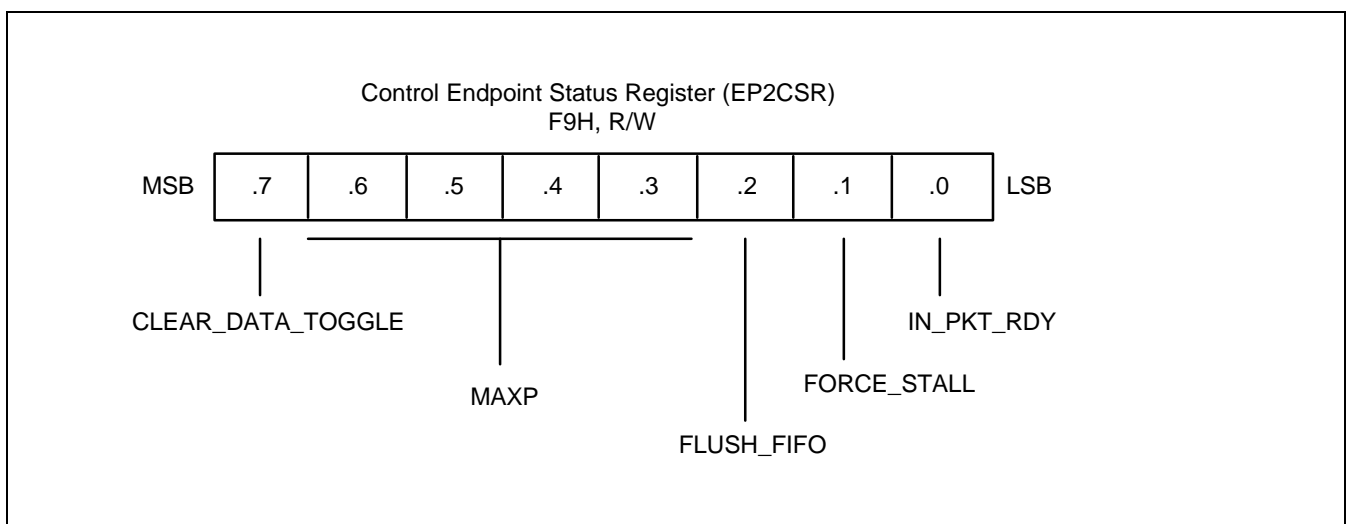 Control Endpoint Status Register (EP2CSR)
F9H, R/W
MSB .7 .6 .5 .4 .3 .2 .1 .0 LSB
CLEAR_DATA_TOGGLE IN_PKT_RDY
FORCE_STALL
MAXP
FLUSH_FIFO